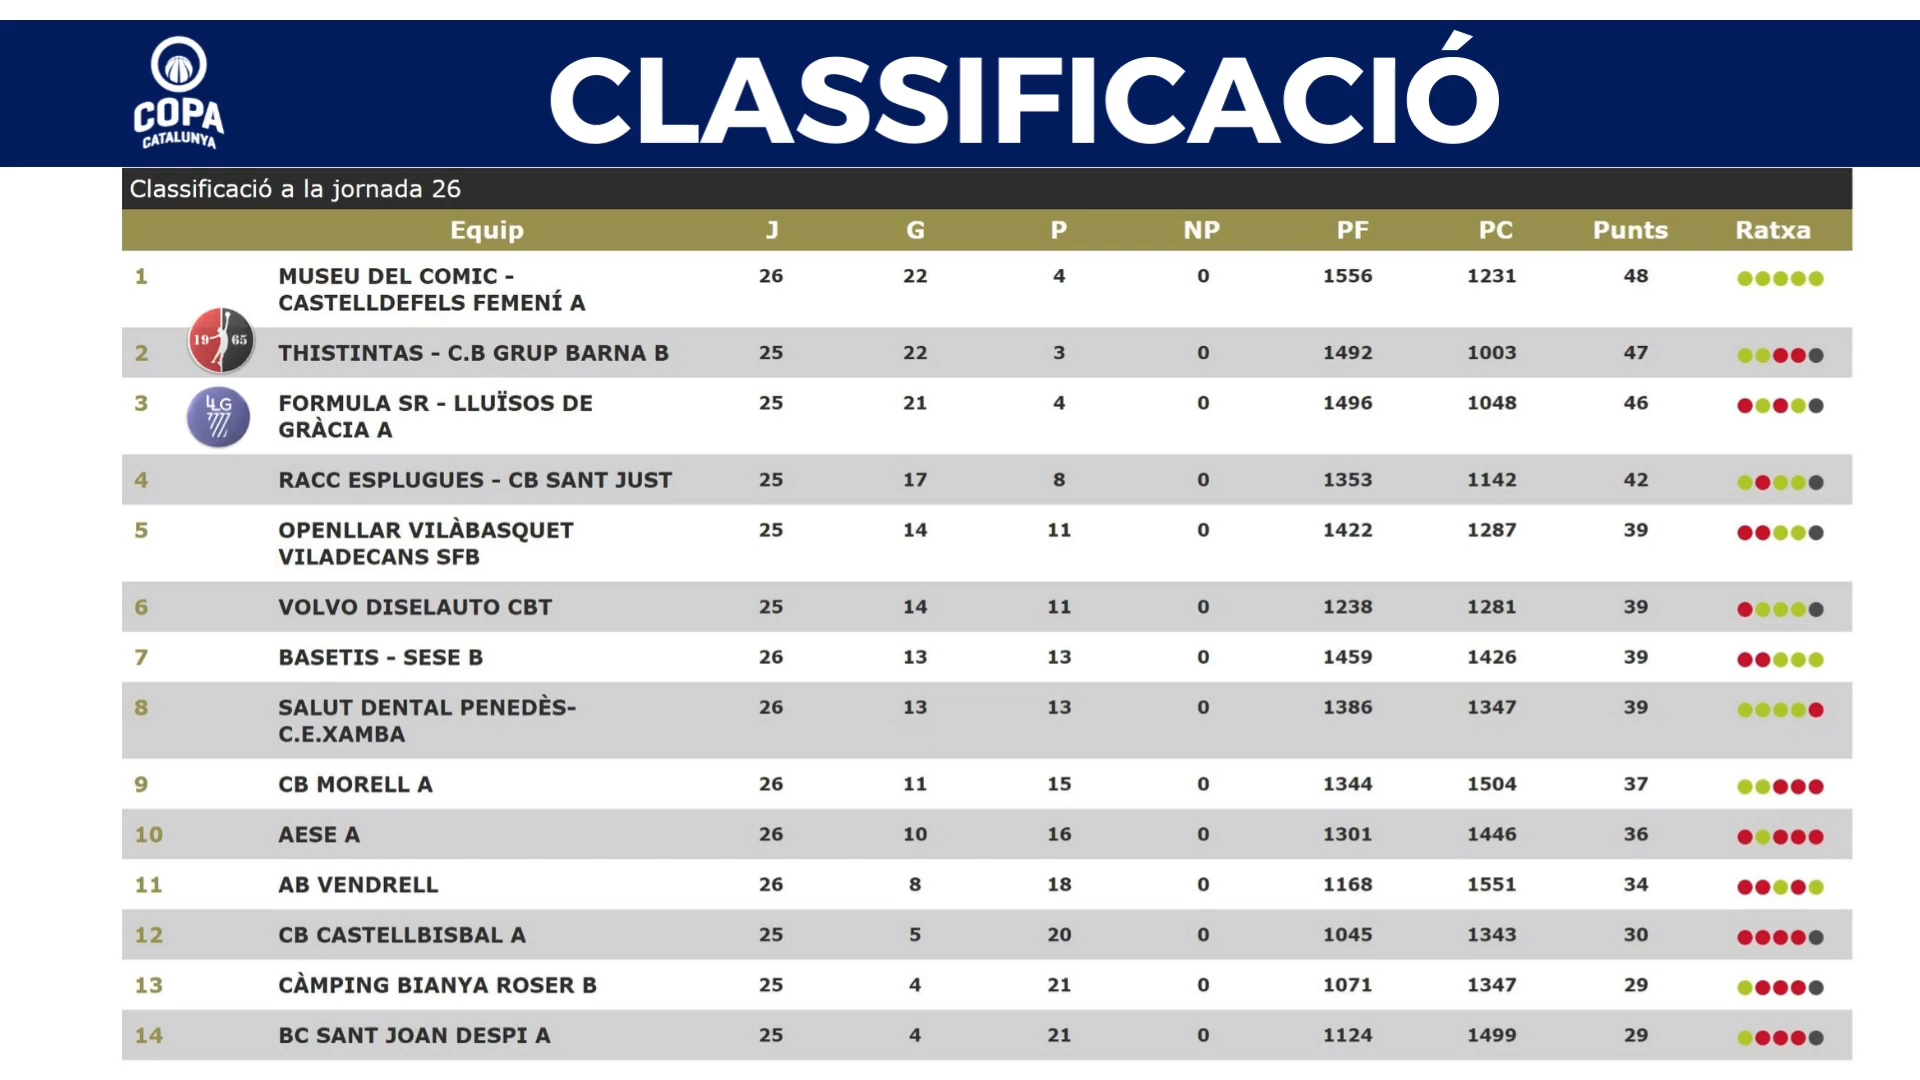 COPA
CATALUNYA
CLASSIFICACIÓ
Classificació a la jornada 26
Equip J G P NP PF PC Punts Ratxa
1 MUSEU DEL COMIC - 26 22 4 0 1556 1231 48
CASTELLDEFELS FEMENÍ A
19 65
2 THISTINTAS - C.B GRUP BARNA B 25 22 3 0 1492 1003 47
LLG
3 FORMULA SR - LLUÏSOS DE 25 21 4 0 1496 1048 46
GRÀCIA A
4 RACC ESPLUGUES - CB SANT JUST 25 17 8 0 1353 1142 42
5 OPENLLAR VILÀBASQUET 25 14 11 0 1422 1287 39
VILADECANS SFB
6 VOLVO DISELAUTO CBT 25 14 11 0 1238 1281 39
7 BASETIS - SESE B 26 13 13 0 1459 1426 39
8 SALUT DENTAL PENEDÈS- 26 13 13 0 1386 1347 39
C.E.XAMBA
9 CB MORELL A 26 11 15 0 1344 1504 37
10 AESE A 26 10 16 0 1301 1446 36
11 AB VENDRELL 26 8 18 0 1168 1551 34
12 CB CASTELLBISBAL A 25 5 20 0 1045 1343 30
13 CÀMPING BIANYA ROSER B 25 4 21 0 1071 1347 29
14 BC SANT JOAN DESPI A 25 4 21 0 1124 1499 29